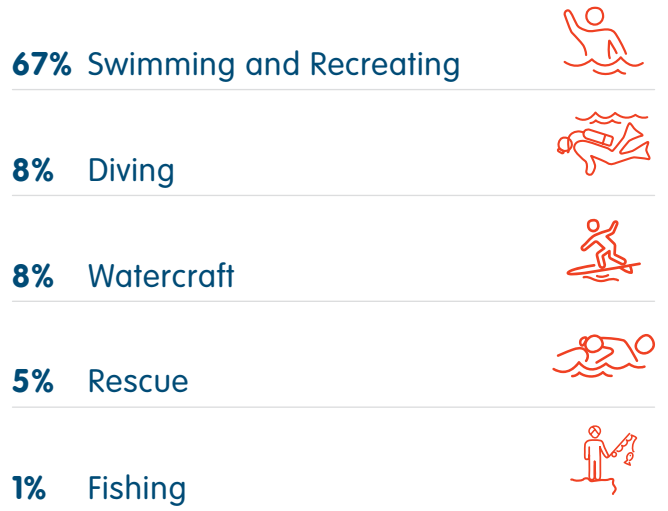 67% Swimming and Recreating
8% Diving
8% Watercraft
5% Rescue
1% Fishing